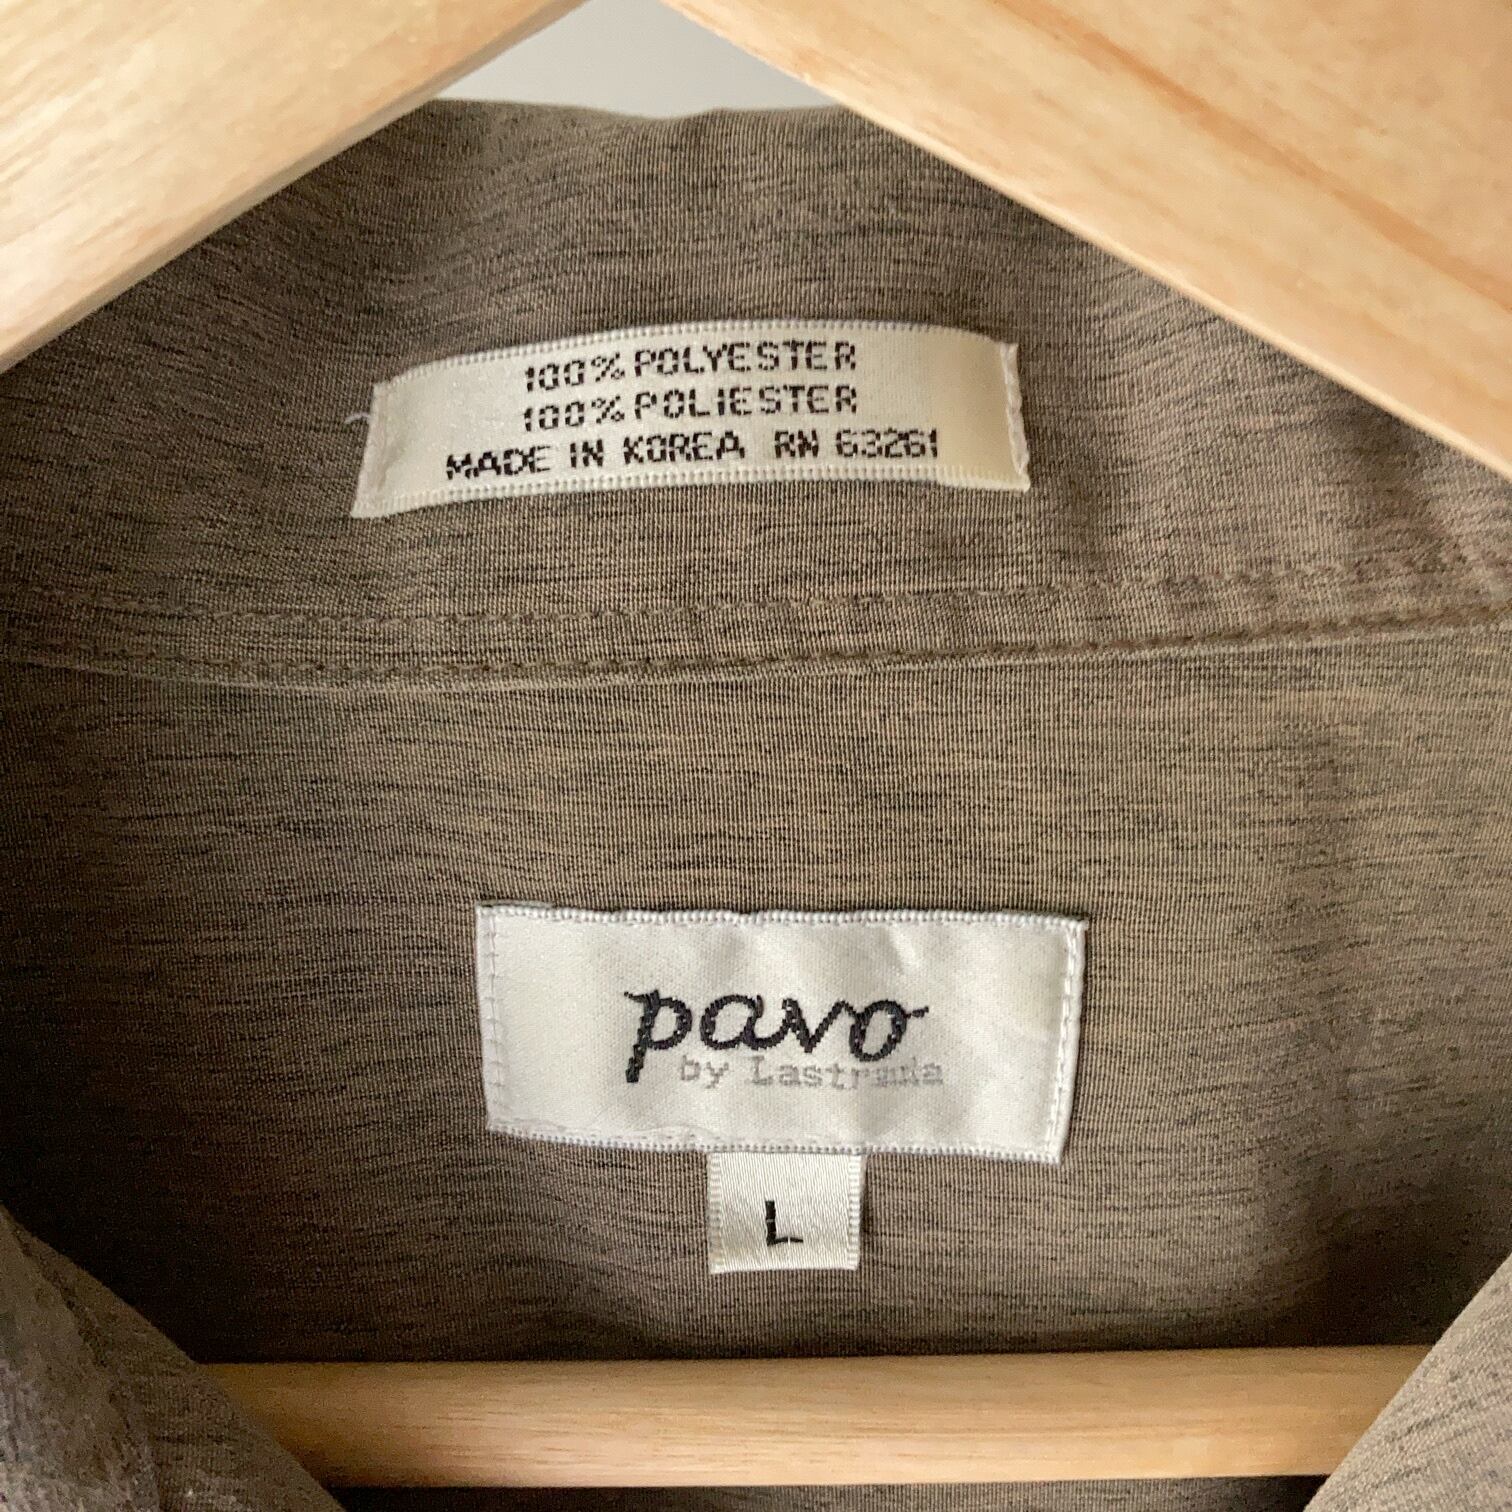 100% POLYESTER
100% POLIESTER
MADE IN KOREA RN 63261
pavo
by Lastrada
L